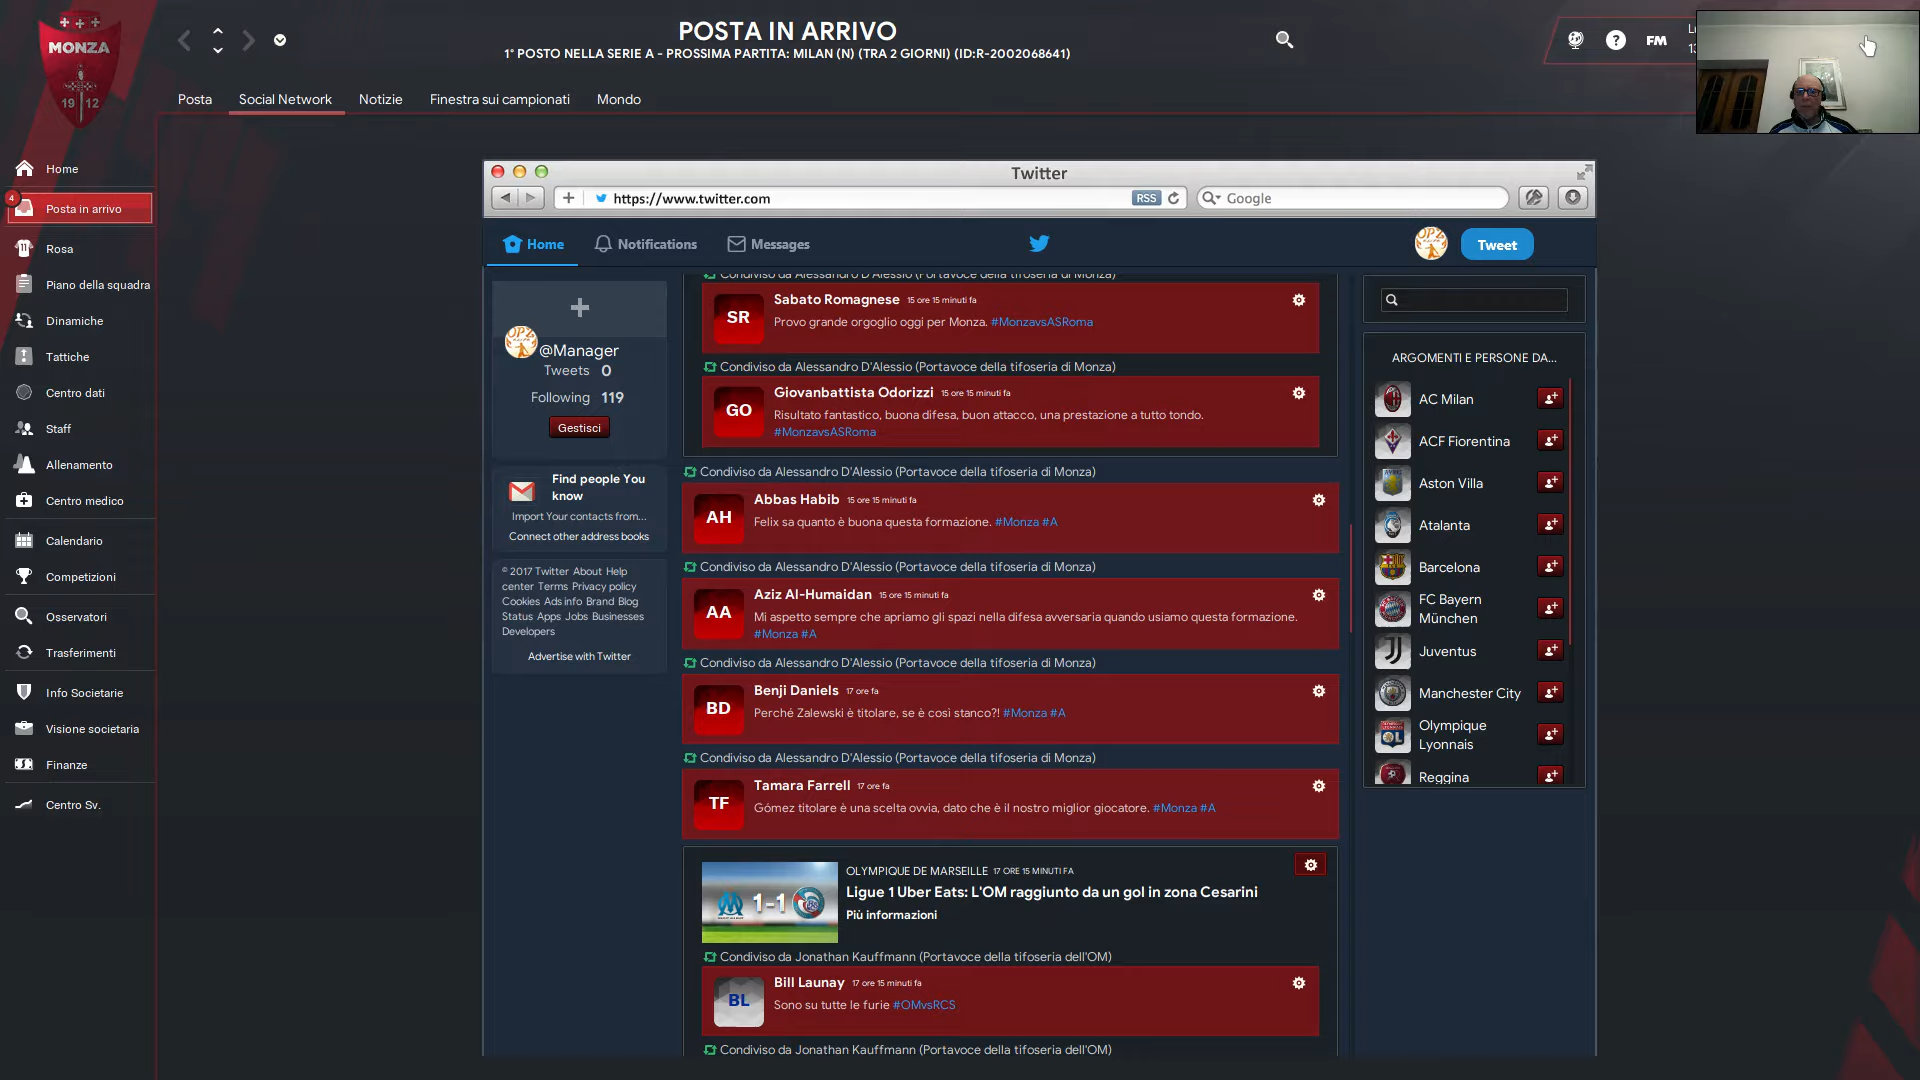 MONZA
19 12
POSTA IN ARRIVO
1° POSTO NELLA SERIE A - PROSSIMA PARTITA: MILAN (N) (TRA 2 GIORNI) (ID:R-2002068641)
FM
Posta
Social Network
Notizie
Finestra sui campionati
Mondo
Home
4
Posta in arrivo
Rosa
Piano della squadra
Dinamiche
Tattiche
Centro dati
Staff
Allenamento
Centro medico
Calendario
Competizioni
Osservatori
Trasferimenti
Info Societarie
Visione societaria
Finanze
Centro Sv.
Twitter
https://www.twitter.com
RSS
Google
Home
Notifications
Messages
Tweet
@Manager
Tweets 0
Following 119
Gestisci
Find people You
know
Import Your contacts from...
Connect other address books
© 2017 Twitter About Help
center Terms Privacy policy
Cookies Ads info Brand Blog
Status Apps Jobs Businesses
Developers
Advertise with Twitter
Condiviso da Alessandro D'Alessio (Portavoce della tifoseria di Monza)
SR
Sabato Romagnese 15 ore 15 minuti fa
Provo grande orgoglio oggi per Monza. #MonzavsASRoma
Condiviso da Alessandro D'Alessio (Portavoce della tifoseria di Monza)
GO
Giovanbattista Odorizzi 15 ore 15 minuti fa
Risultato fantastico, buona difesa, buon attacco, una prestazione a tutto tondo.
#MonzavsASRoma
Condiviso da Alessandro D'Alessio (Portavoce della tifoseria di Monza)
AH
Abbas Habib 15 ore 15 minuti fa
Felix sa quanto è buona questa formazione. #Monza #A
Condiviso da Alessandro D'Alessio (Portavoce della tifoseria di Monza)
AA
Aziz Al-Humaidan 15 ore 15 minuti fa
Mi aspetto sempre che apriamo gli spazi nella difesa avversaria quando usiamo questa formazione.
#Monza #A
Condiviso da Alessandro D'Alessio (Portavoce della tifoseria di Monza)
BD
Benji Daniels 17 ore fa
Perché Zalewski è titolare, se è così stanco?! #Monza #A
Condiviso da Alessandro D'Alessio (Portavoce della tifoseria di Monza)
TF
Tamara Farrell 17 ore fa
Gómez titolare è una scelta ovvia, dato che è il nostro miglior giocatore. #Monza #A
1-1
OLYMPIQUE DE MARSEILLE 17 ORE 15 MINUTI FA
Ligue 1 Uber Eats: L'OM raggiunto da un gol in zona Cesarini
Più informazioni
Condiviso da Jonathan Kauffmann (Portavoce della tifoseria dell'OM)
BL
Bill Launay 17 ore 15 minuti fa
Sono su tutte le furie #OMvsRCS
Condiviso da Jonathan Kauffmann (Portavoce della tifoseria dell'OM)
ARGOMENTI E PERSONE DA...
AC Milan
ACF Fiorentina
Aston Villa
Atalanta
Barcelona
FC Bayern
München
Juventus
Manchester City
Olympique
Lyonnais
Reggina